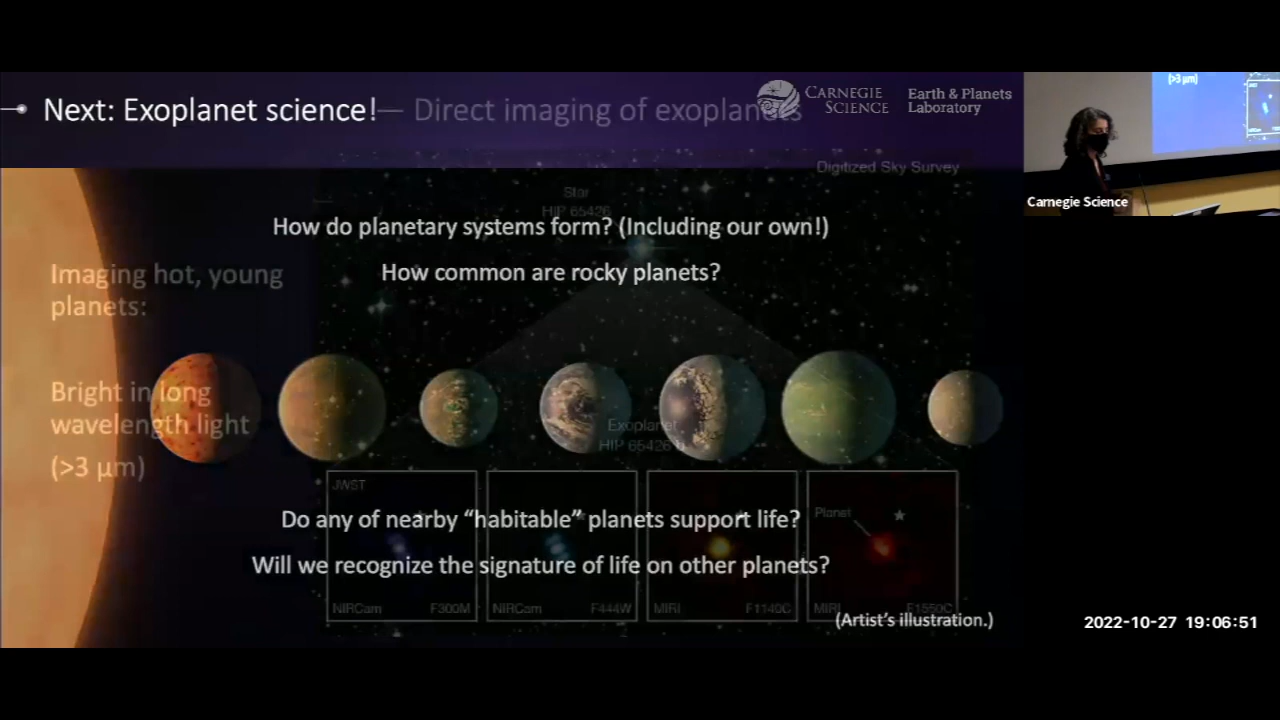 Next: Exoplanet science!
— Direct imaging of exoplanets
CARNEGIE
SCIENCE
Earth & Planets
Laboratory
(>3 µm)
Carnegie Science
Digitized Sky Survey
Star
HIP 65426
How do planetary systems form? (Including our own!)
How common are rocky planets?
Imaging hot, young
planets:
Bright in long
wavelength light
(>3 µm)
Exoplanet
HIP 65426 b
JWST
Do any of nearby “habitable” planets support life?
Planet
Will we recognize the signature of life on other planets?
NIRCam F300M
NIRCam F444W
MIRI F1140C
MIRI F1550C
(Artist’s illustration.)
2022-10-27 19:06:51